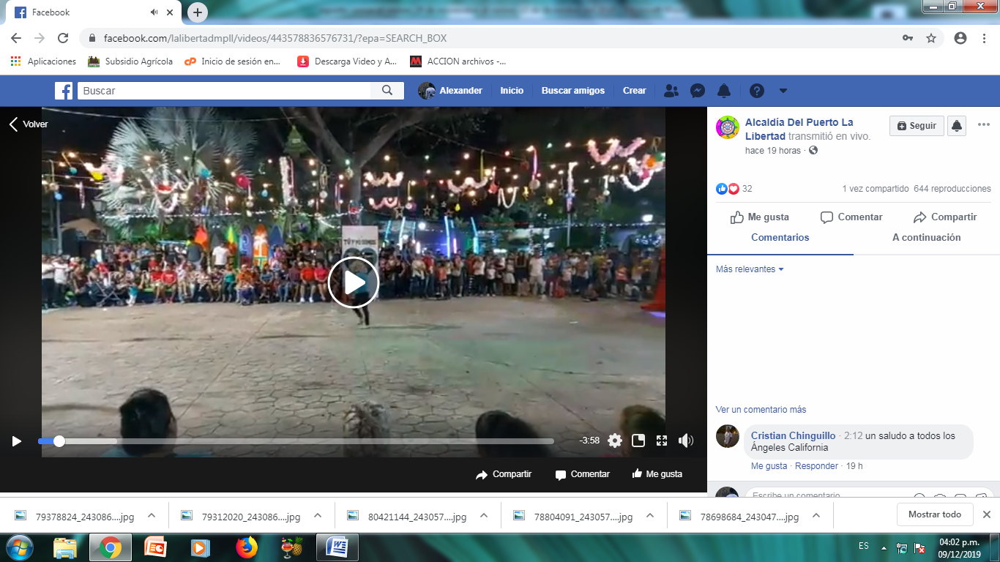 Facebook
facebook.com/lalibertadmpll/videos/443578836576731/?epa=SEARCH_BOX
Aplicaciones
Subsidio Agrícola
Inicio de sesión en...
Descarga Video y A...
ACCION archivos -...
Buscar
Alexander
Inicio
Buscar amigos
Crear
Volver
TÚ Y YO SOMOS
-3:58
Compartir
Comentar
Me gusta
Alcaldía Del Puerto La
Libertad transmitió en vivo.
hace 19 horas ·
Seguir
32
1 vez compartido 644 reproducciones
Me gusta
Comentar
Compartir
Comentarios
A continuación
Más relevantes
Ver un comentario más
Cristian Chinguillo · 2:12 un saludo a todos los
Ángeles California
Me gusta · Responder · 19 h
Escribe un comentario
79378824_243086....jpg
79312020_243086....jpg
80421144_243057....jpg
78804091_243057....jpg
78698684_243047....jpg
Mostrar todo
ES
04:02 p.m.
09/12/2019